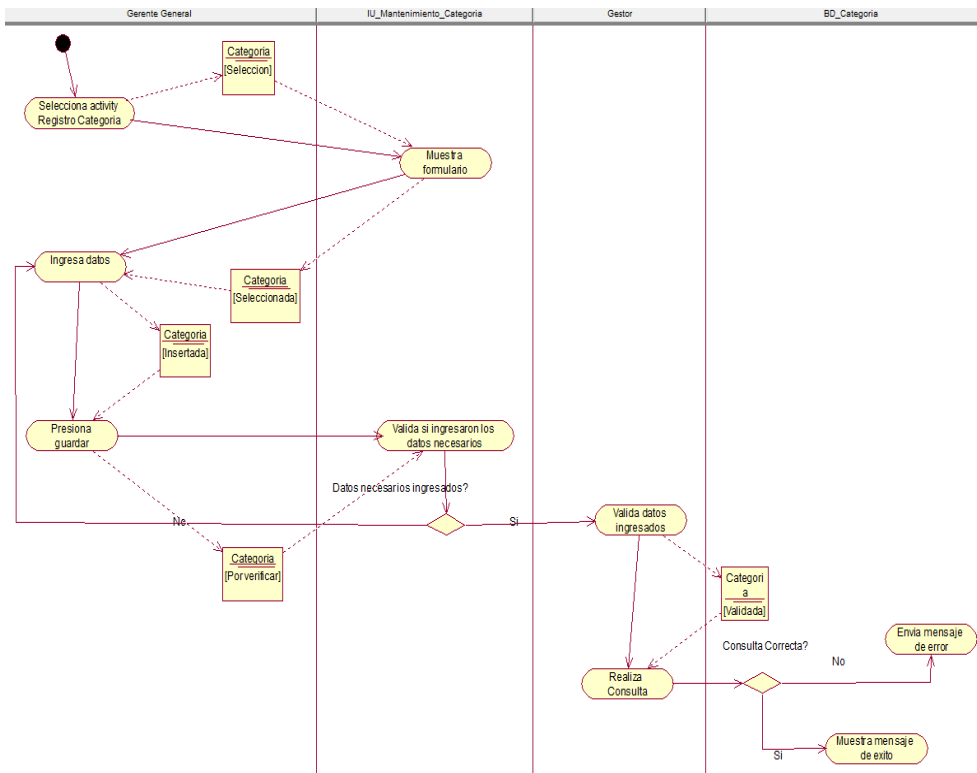 Gerente General
IU_Mantenimiento_Categoria
Gestor
BD_Categoria
Categoria
[Seleccion]
Selecciona activity
Registro Categoria
Muestra
formulario
Ingresa datos
Categoria
[Seleccionada]
Categoria
[Insertada]
Presiona
guardar
Valida si ingresaron los
datos necesarios
Datos necesarios ingresados?
No
Si
Valida datos
ingresados
Categoria
[Por verificar]
Categori
a
[Validada]
Consulta Correcta?
Envia mensaje
de error
No
Realiza
Consulta
Muestra mensaje
de exito
Si